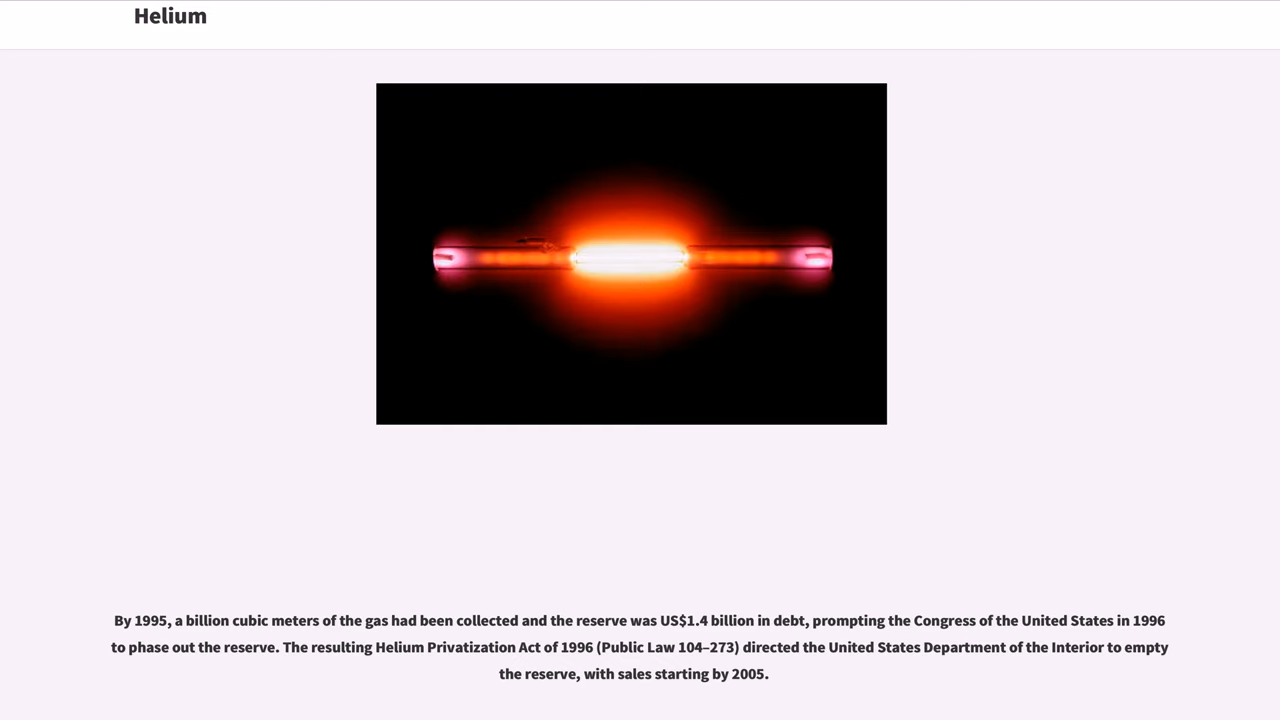 Helium
By 1995, a billion cubic meters of the gas had been collected and the reserve was US$1.4 billion in debt, prompting the Congress of the United States in 1996
to phase out the reserve. The resulting Helium Privatization Act of 1996 (Public Law 104–273) directed the United States Department of the Interior to empty
the reserve, with sales starting by 2005.